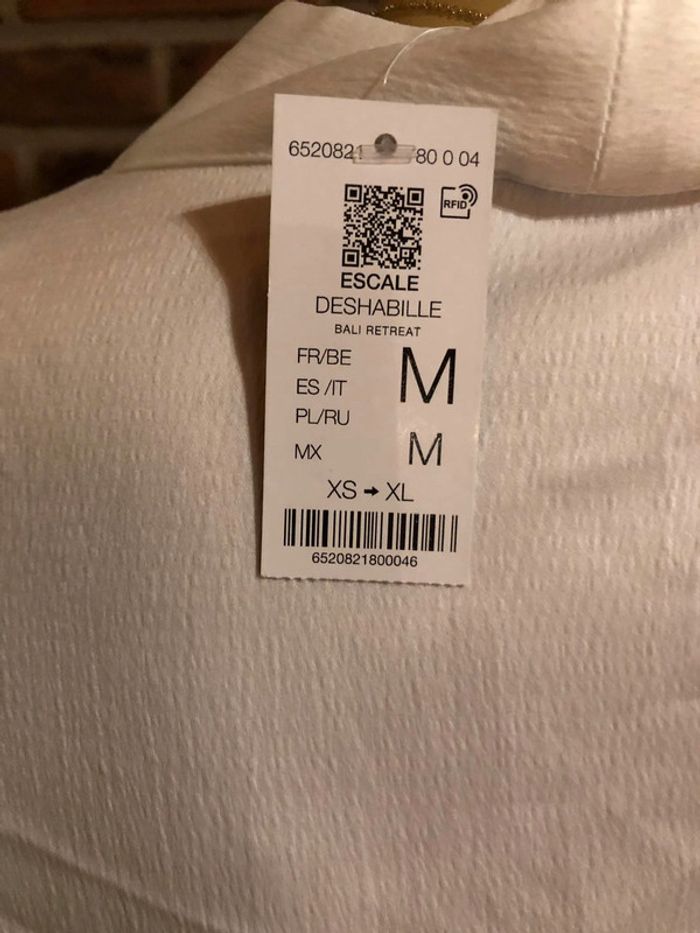 652082 80 0 04
RFID
ESCALE
DESHABILLE
BALI RETREAT
FR/BE
ES /IT
PL/RU
M
MX
M
XS → XL
6520821800046